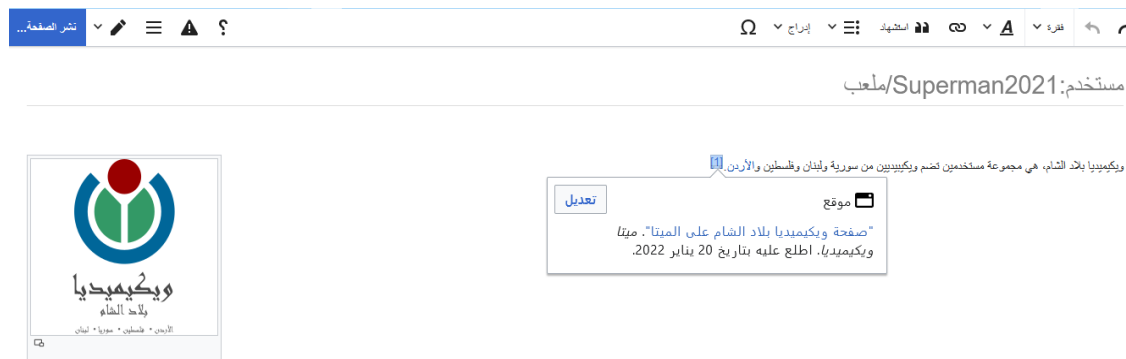 فقرة
A
استشهاد
إدراج
Ω
؟
نشر الصفحة...
مستخدم:Superman2021/ملعب
ويكيميديا بلاد الشام، هي مجموعة مستخدمين تضم ويكيبيديين من سورية ولبنان وفلسطين والأردن.[1]
موقع
تعديل
"صفحة ويكيميديا بلاد الشام على الميتا". ميتا
ويكيميديا. اطلع عليه بتاريخ 20 يناير 2022.
ويكيميديا
بلاد الشام
الأردن • فلسطين • سوريا • لبنان